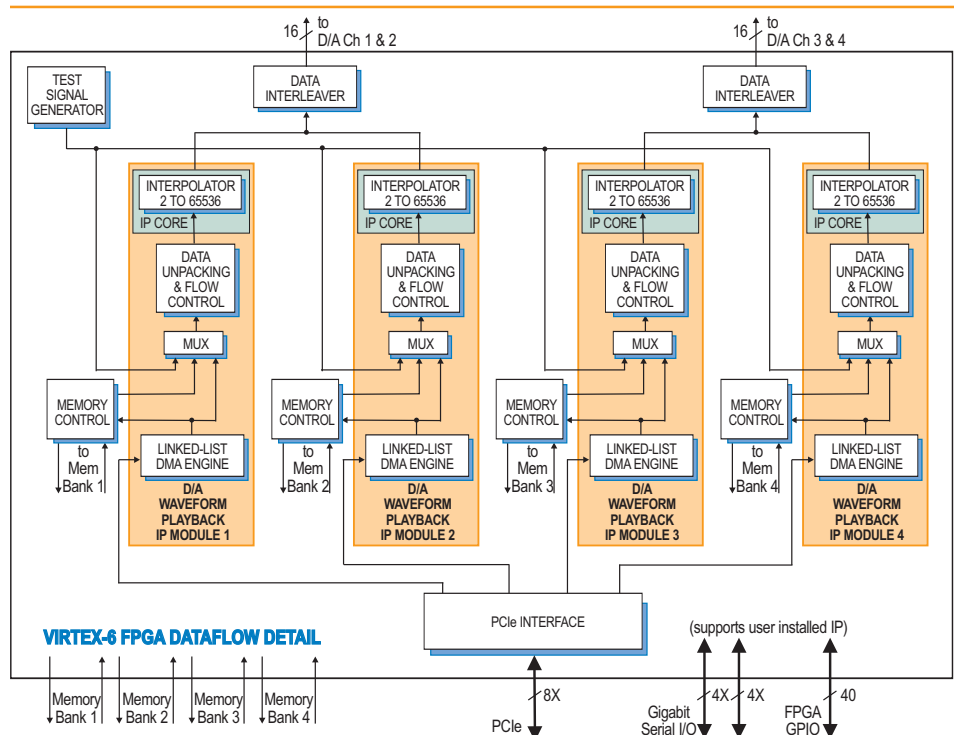 16
to
D/A Ch 1 & 2
16
to
D/A Ch 3 & 4
TEST
SIGNAL
GENERATOR
DATA
INTERLEAVER
DATA
INTERLEAVER
INTERPOLATOR
2 TO 65536
IP CORE
INTERPOLATOR
2 TO 65536
IP CORE
INTERPOLATOR
2 TO 65536
IP CORE
INTERPOLATOR
2 TO 65536
IP CORE
DATA
UNPACKING
& FLOW
CONTROL
DATA
UNPACKING
& FLOW
CONTROL
DATA
UNPACKING
& FLOW
CONTROL
DATA
UNPACKING
& FLOW
CONTROL
MUX
MUX
MUX
MUX
MEMORY
CONTROL
MEMORY
CONTROL
MEMORY
CONTROL
MEMORY
CONTROL
to
Mem
Bank 1
LINKED-LIST
DMA ENGINE
to
Mem
Bank 2
LINKED-LIST
DMA ENGINE
to
Mem
Bank 3
LINKED-LIST
DMA ENGINE
to
Mem
Bank 4
LINKED-LIST
DMA ENGINE
D/A
WAVEFORM
PLAYBACK
IP MODULE 1
D/A
WAVEFORM
PLAYBACK
IP MODULE 2
D/A
WAVEFORM
PLAYBACK
IP MODULE 3
D/A
WAVEFORM
PLAYBACK
IP MODULE 4
PCIe INTERFACE
VIRTEX-6 FPGA DATAFLOW DETAIL
(supports user installed IP)
Memory
Bank 1
Memory
Bank 2
Memory
Bank 3
Memory
Bank 4
8X
PCIe
4X
4X
Gigabit
Serial I/O
40
FPGA
GPIO